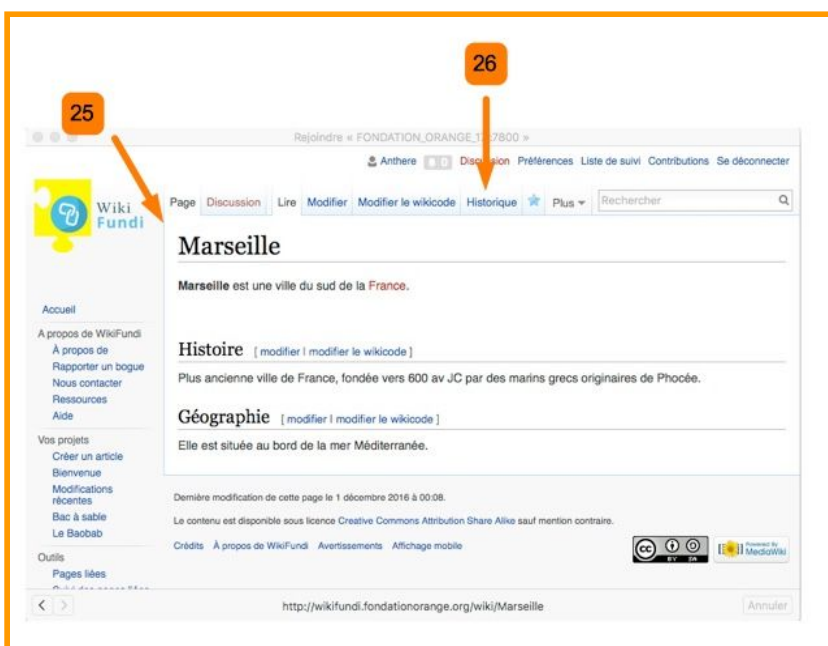 26
25
Rejoindre « FONDATION_ORANGE_
7800 »
Anthere 0 Discussion Préférences Liste de suivi Contributions Se déconnecter
Wiki
Fundi
Page Discussion Lire Modifier Modifier le wikicode Historique Plus Rechercher
Marseille
Marseille est une ville du sud de la France.
Accueil
A propos de WikiFundi
À propos de
Rapporter un bogue
Nous contacter
Ressources
Aide
Histoire [ modifier | modifier le wikicode ]
Plus ancienne ville de France, fondée vers 600 av JC par des marins grecs originaires de Phocée.
Géographie [ modifier | modifier le wikicode ]
Elle est située au bord de la mer Méditerranée.
Vos projets
Créer un article
Bienvenue
Modifications
récentes
Bac à sable
Le Baobab
Outils
Pages liées
Dernière modification de cette page le 1 décembre 2016 à 00:08.
Le contenu est disponible sous licence Creative Commons Attribution Share Alike sauf mention contraire.
Crédits À propos de WikiFundi Avertissements Affichage mobile
cc BY SA
Powered By
MediaWiki
http://wikifundi.fondationorange.org/wiki/Marseille
Annuler